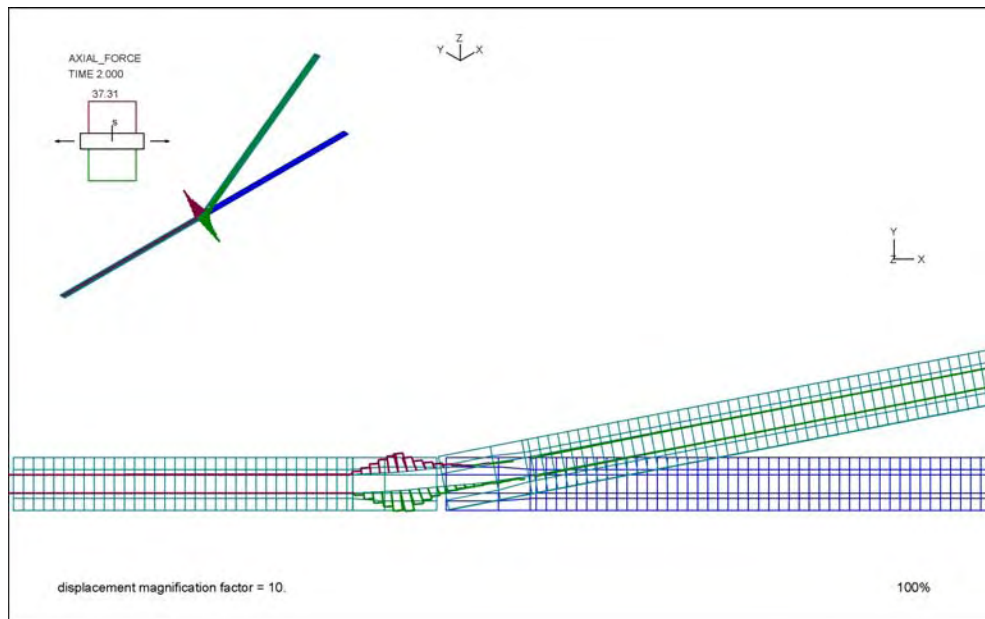 AXIAL_FORCE
TIME 2.000
37.31
s
Z
Y X
Y
Z X
displacement magnification factor = 10.
100%